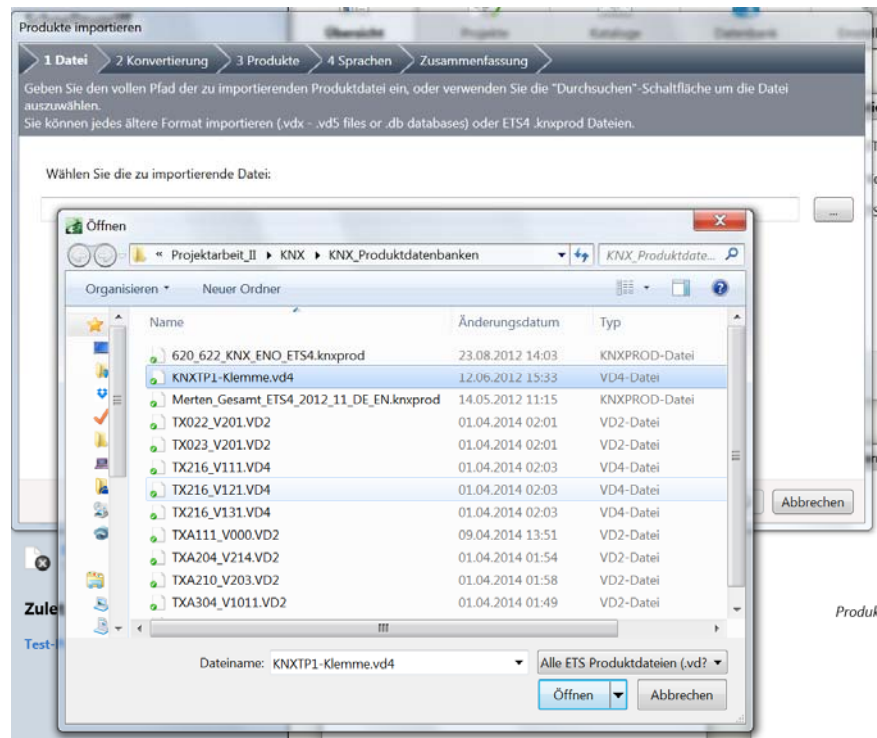 Produkte importieren
Übersicht Projekte Kataloge Datenbank
1 Datei 2 Konvertierung 3 Produkte 4 Sprachen Zusammenfassung
Geben Sie den vollen Pfad der zu importierenden Produktdatei ein, oder verwenden Sie die "Durchsuchen"-Schaltfläche um die Datei
auszuwählen.
Sie können jedes ältere Format importieren (.vdx - .vd5 files or .db databases) oder ETS4 .knxprod Dateien.
Wählen Sie die zu importierende Datei:
...
Öffnen
« Projektarbeit_II KNX KNX_Produktdatenbanken KNX_Produktdate...
Organisieren Neuer Ordner
Name Änderungsdatum Typ
620_622_KNX_ENO_ETS4.knxprod 23.08.2012 14:03 KNXPROD-Datei
KNXTP1-Klemme.vd4 12.06.2012 15:33 VD4-Datei
Merten_Gesamt_ETS4_2012_11_DE_EN.knxprod 14.05.2012 11:15 KNXPROD-Datei
TX022_V201.VD2 01.04.2014 02:01 VD2-Datei
TX023_V201.VD2 01.04.2014 02:01 VD2-Datei
TX216_V111.VD4 01.04.2014 02:03 VD4-Datei
TX216_V121.VD4 01.04.2014 02:03 VD4-Datei
TX216_V131.VD4 01.04.2014 02:03 VD4-Datei
Abbrechen
TXA111_V000.VD2 09.04.2014 13:51 VD2-Datei
TXA204_V214.VD2 01.04.2014 01:54 VD2-Datei
TXA210_V203.VD2 01.04.2014 01:58 VD2-Datei
TXA304_V1011.VD2 01.04.2014 01:49 VD2-Datei
Zule
Produk
Test-
Dateiname: KNXTP1-Klemme.vd4 Alle ETS Produktdateien (.vd?
Öffnen Abbrechen